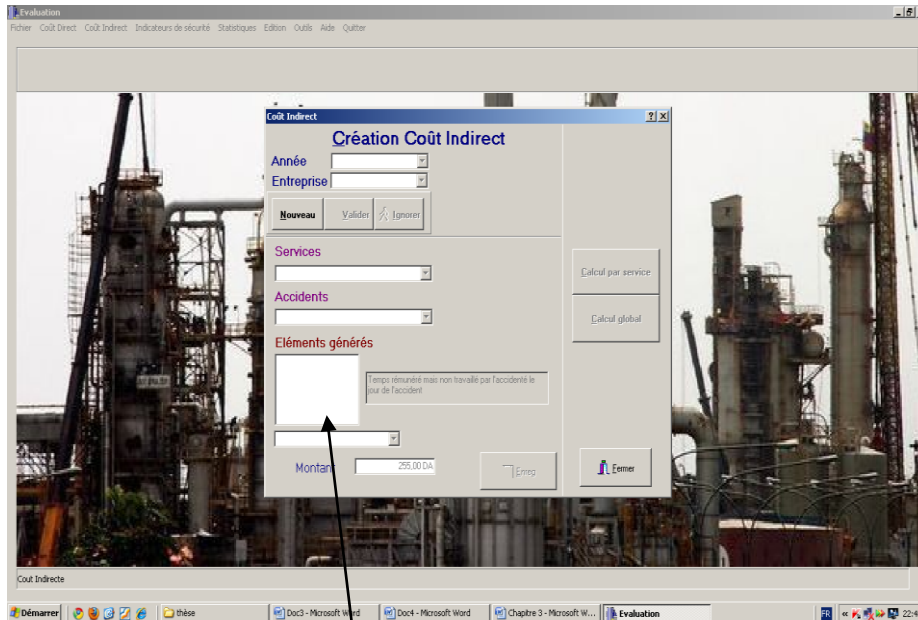 Evaluation
Fichier Coût Direct Coût Indirect Indicateurs de sécurité Statistiques Edition Outils Aide Quitter
Coût Indirect
Création Coût Indirect
Année
Entreprise
Nouveau Valider Ignorer
Services
Calcul par service
Accidents
Calcul global
Eléments générés
Temps rémunéré mais non travaillé par l'accidenté le
jour de l'accident
Montant 255,00 DA
Enreg
Fermer
Cout Indirecte
Démarrer thèse Doc3 - Microsoft Word Doc4 - Microsoft Word Chapitre 3 - Microsoft W... Evaluation FR « 22:4